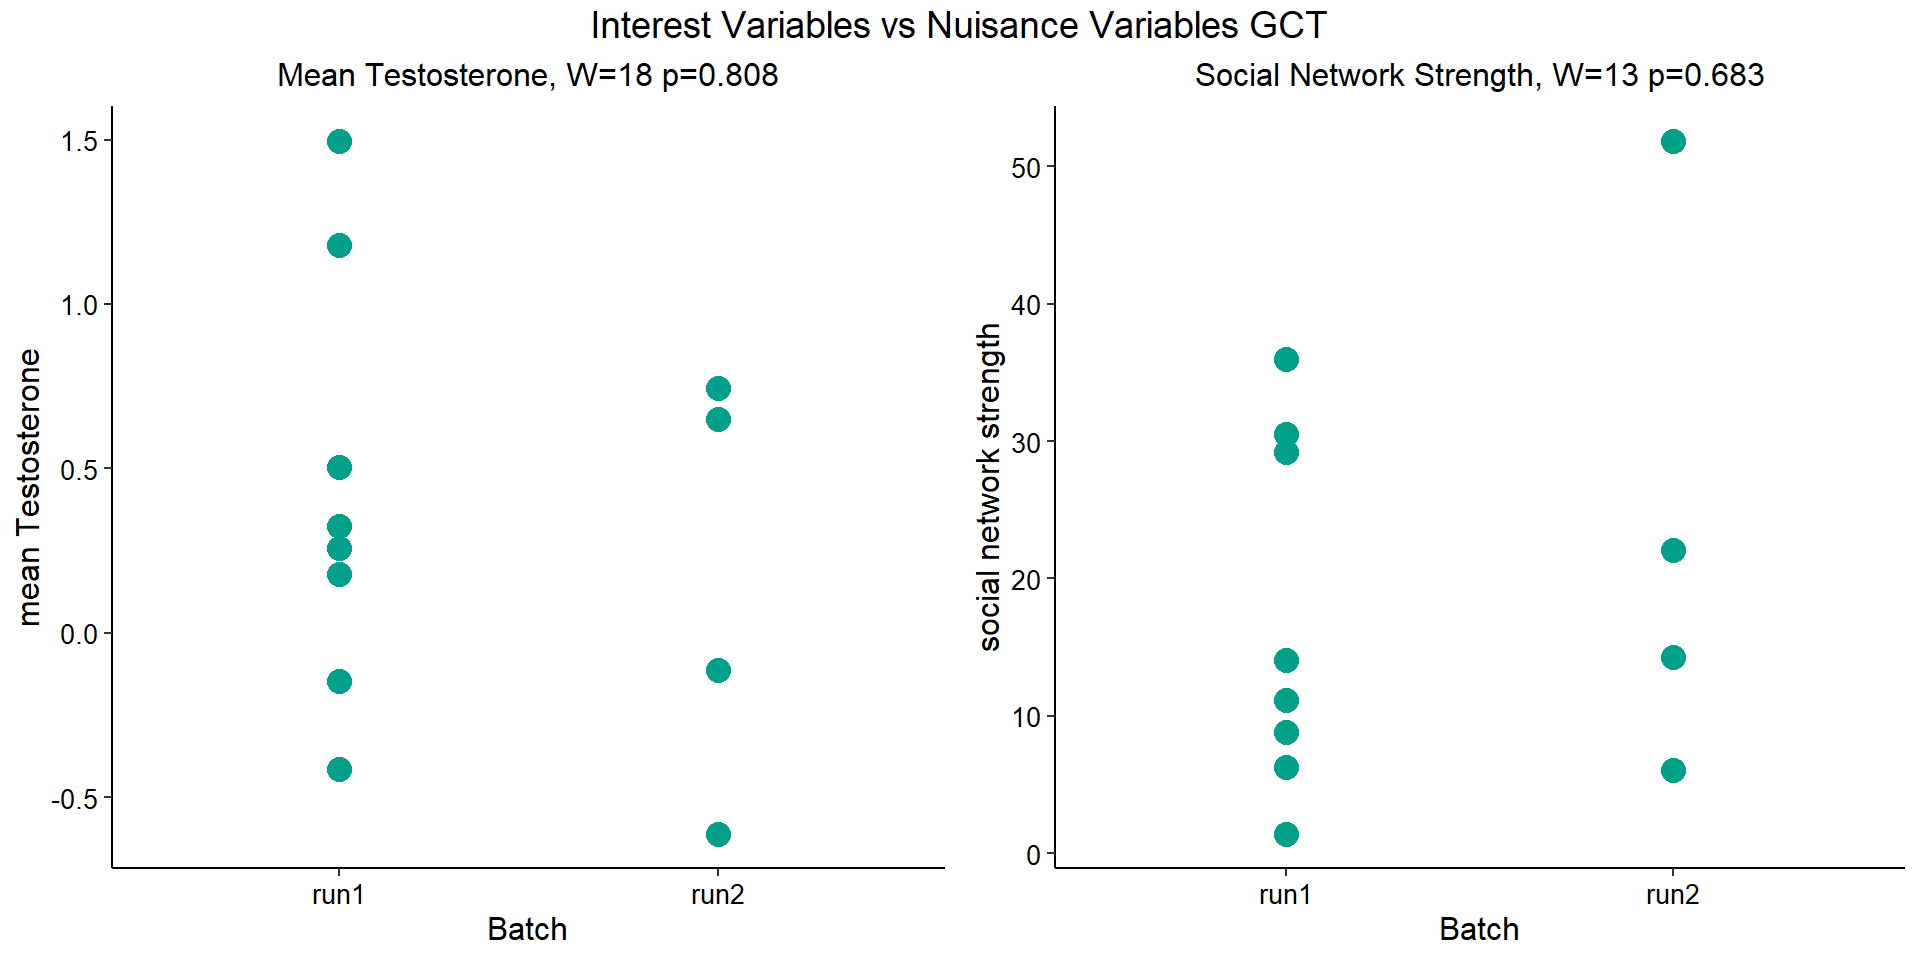 Interest Variables vs Nuisance Variables GCT
Mean Testosterone, W=18 p=0.808
mean Testosterone
1.5
1.0
0.5
0.0
-0.5
run1
run2
Batch
Social Network Strength, W=13 p=0.683
social network strength
50
40
30
20
10
0
run1
run2
Batch